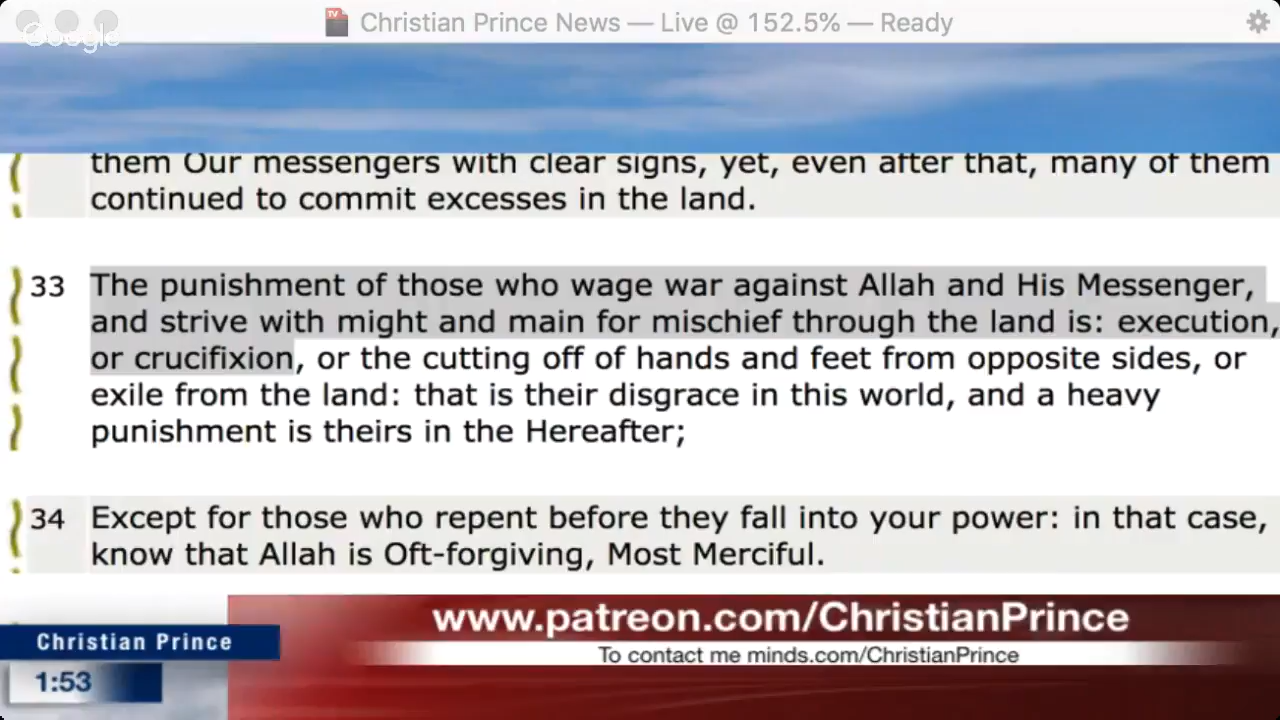 Christian Prince News — Live @ 152.5% — Ready
Google
them Our messengers with clear signs, yet, even after that, many of them
continued to commit excesses in the land.
33 The punishment of those who wage war against Allah and His Messenger,
and strive with might and main for mischief through the land is: execution,
or crucifixion, or the cutting off of hands and feet from opposite sides, or
exile from the land: that is their disgrace in this world, and a heavy
punishment is theirs in the Hereafter;
34 Except for those who repent before they fall into your power: in that case,
know that Allah is Oft-forgiving, Most Merciful.
www.patreon.com/ChristianPrince
To contact me minds.com/ChristianPrince
Christian Prince
1:53